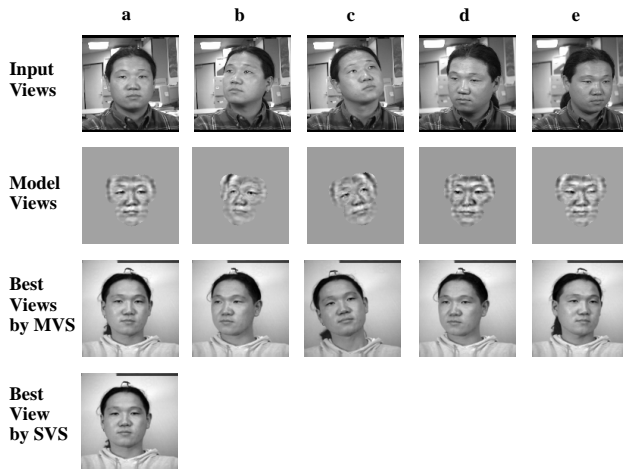 a b c d e
Input
Views
Model
Views
Best
Views
by MVS
Best
View
by SVS